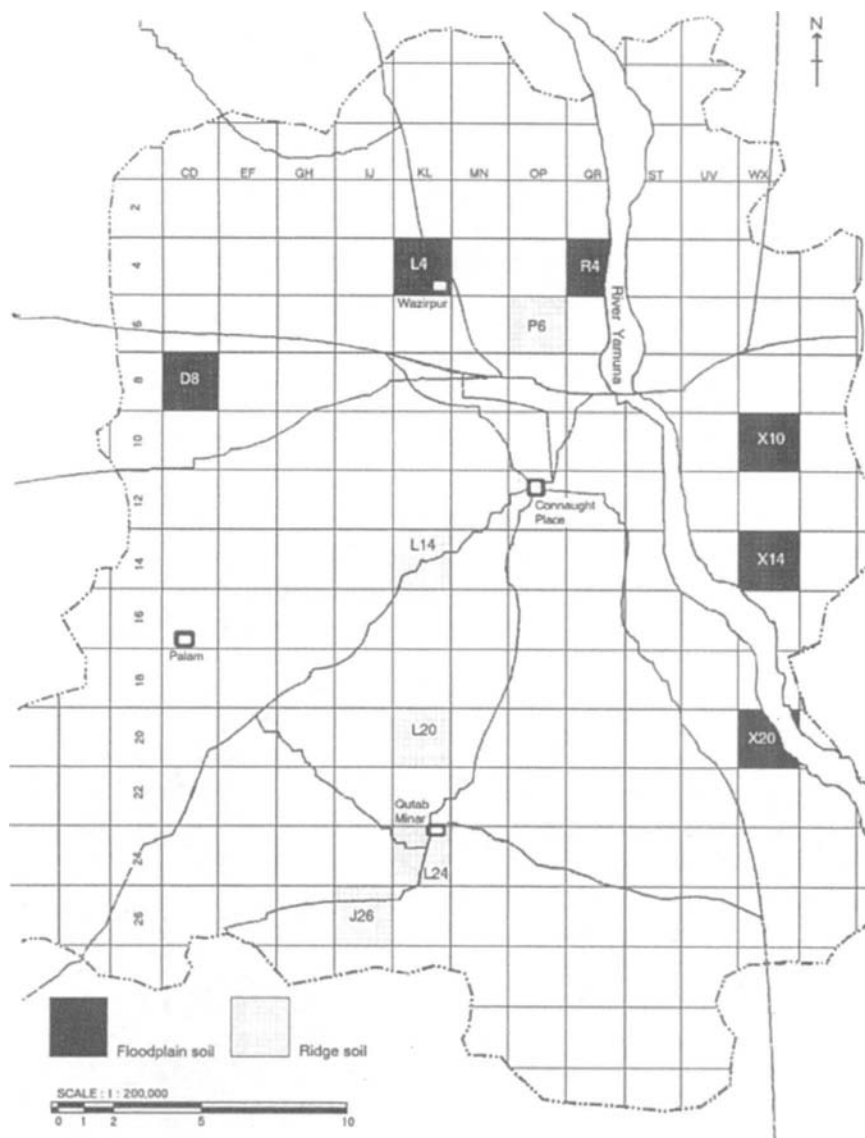 N
CD EF GH IJ KL MN OP QR ST UV WX
2
4
L4
R4
Wazirpur
River Yamuna
6
P6
8
D8
10
X10
12
Connaught
Place
14
L14
X14
16
Palam
18
20
L20
X20
22
Qutab
Minar
24
L24
26
J26
Floodplain soil
Ridge soil
SCALE : 1 : 200,000
0 1 2 5 10